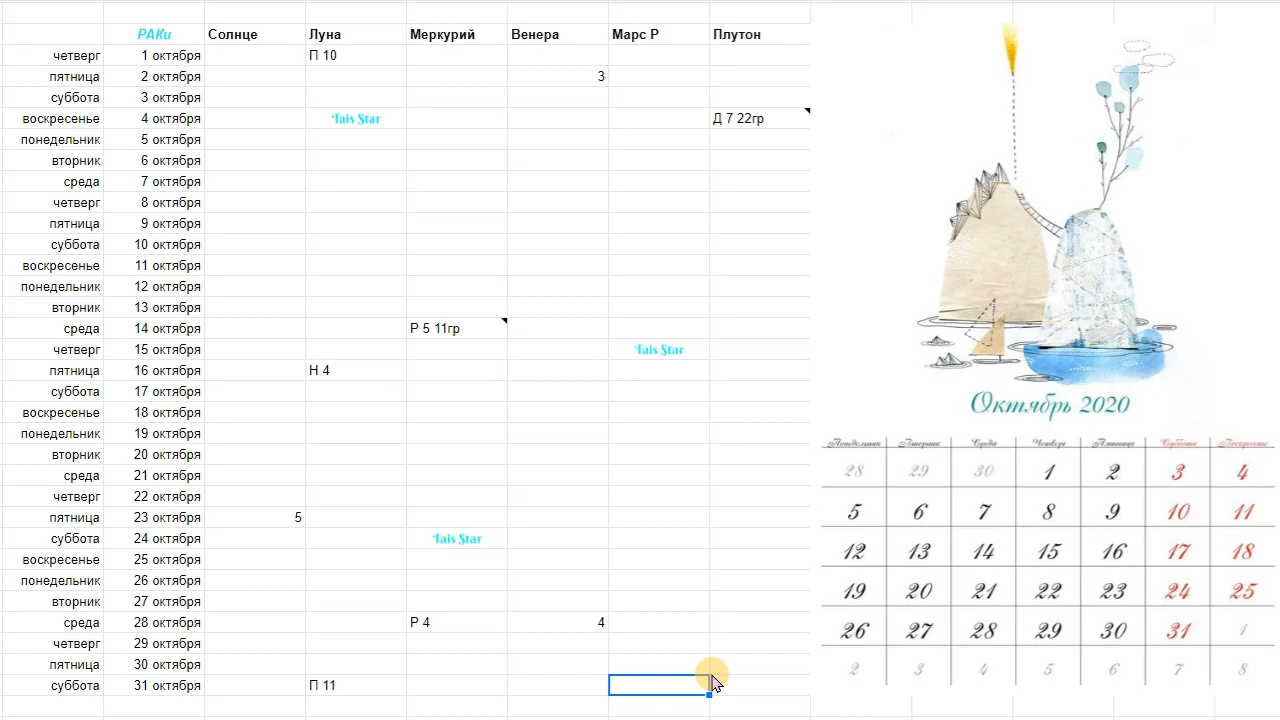 РАКи Солнце Луна Меркурий Венера Марс Р Плутон
четверг 1 октября П 10
пятница 2 октября 3
суббота 3 октября
воскресенье 4 октября Tais Star Д 7 22гр
понедельник 5 октября
вторник 6 октября
среда 7 октября
четверг 8 октября
пятница 9 октября
суббота 10 октября
воскресенье 11 октября
понедельник 12 октября
вторник 13 октября
среда 14 октября Р 5 11гр
четверг 15 октября Tais Star
пятница 16 октября Н 4
суббота 17 октября
воскресенье 18 октября
понедельник 19 октября
вторник 20 октября
среда 21 октября
четверг 22 октября
пятница 23 октября 5
суббота 24 октября Tais Star
воскресенье 25 октября
понедельник 26 октября
вторник 27 октября
среда 28 октября Р 4 4
четверг 29 октября
пятница 30 октября
суббота 31 октября П 11
Октябрь 2020
Понедельник Вторник Среда Четверг Пятница Суббота Воскресенье
28 29 30 1 2 3 4
5 6 7 8 9 10 11
12 13 14 15 16 17 18
19 20 21 22 23 24 25
26 27 28 29 30 31 1
2 3 4 5 6 7 8